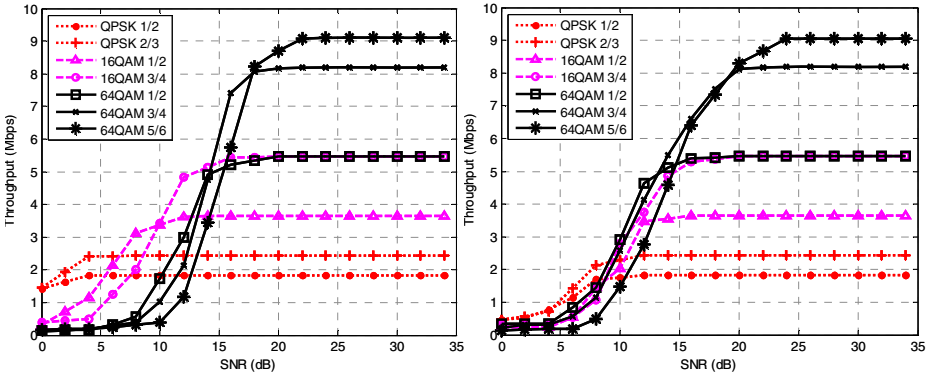 10
9
8
7
6
5
4
3
2
1
0
Throughput (Mbps)
QPSK 1/2
QPSK 2/3
16QAM 1/2
16QAM 3/4
64QAM 1/2
64QAM 3/4
64QAM 5/6
0 5 10 15 20 25 30 35
SNR (dB)
10
9
8
7
6
5
4
3
2
1
0
Throughput (Mbps)
QPSK 1/2
QPSK 2/3
16QAM 1/2
16QAM 3/4
64QAM 1/2
64QAM 3/4
64QAM 5/6
0 5 10 15 20 25 30 35
SNR (dB)